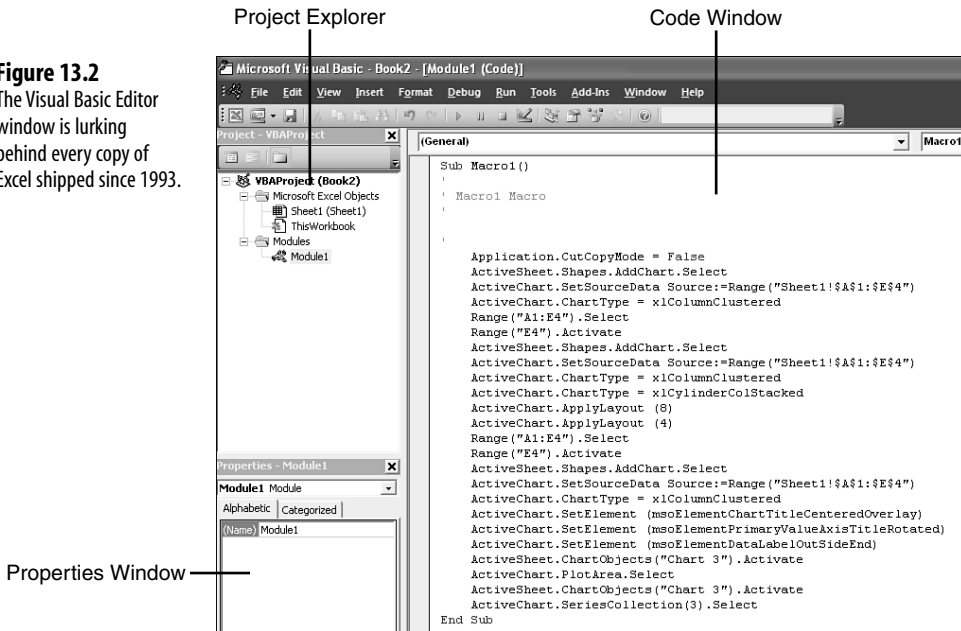 Project Explorer
Code Window
Figure 13.2
The Visual Basic Editor
window is lurking
behind every copy of
Excel shipped since 1993.
Microsoft Visual Basic - Book2 - [Module1 (Code)]
File Edit View Insert Format Debug Run Tools Add-Ins Window Help
Project - VBAProject
VBAProject (Book2)
Microsoft Excel Objects
Sheet1 (Sheet1)
ThisWorkbook
Modules
Module1
Properties - Module1
Module1 Module
Alphabetic Categorized
(Name) Module1
Properties Window
(General)
Macro1
Sub Macro1()
'
' Macro1 Macro
'
'
Application.CutCopyMode = False
ActiveSheet.Shapes.AddChart.Select
ActiveChart.SetSourceData Source:=Range("Sheet1!$A$1:$E$4")
ActiveChart.ChartType = xlColumnClustered
Range("A1:E4").Select
Range("E4").Activate
ActiveSheet.Shapes.AddChart.Select
ActiveChart.SetSourceData Source:=Range("Sheet1!$A$1:$E$4")
ActiveChart.ChartType = xlColumnClustered
ActiveChart.ChartType = xlCylinderColStacked
ActiveChart.ApplyLayout (8)
ActiveChart.ApplyLayout (4)
Range("A1:E4").Select
Range("E4").Activate
ActiveSheet.Shapes.AddChart.Select
ActiveChart.SetSourceData Source:=Range("Sheet1!$A$1:$E$4")
ActiveChart.ChartType = xlColumnClustered
ActiveChart.SetElement (msoElementChartTitleCenteredOverlay)
ActiveChart.SetElement (msoElementPrimaryValueAxisTitleRotated)
ActiveChart.SetElement (msoElementDataLabelOutSideEnd)
ActiveSheet.ChartObjects("Chart 3").Activate
ActiveChart.PlotArea.Select
ActiveSheet.ChartObjects("Chart 3").Activate
ActiveChart.SeriesCollection(3).Select
End Sub